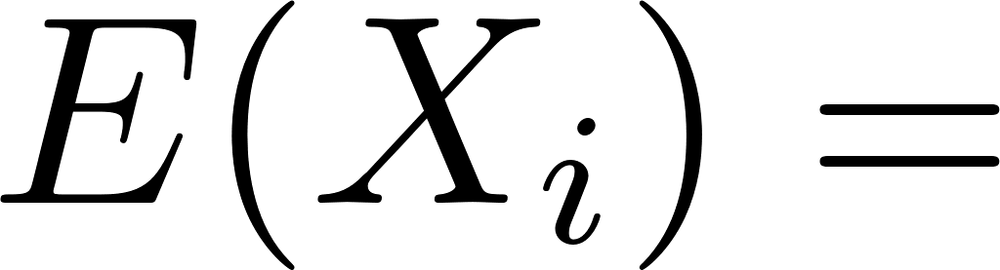 E(X_i) =